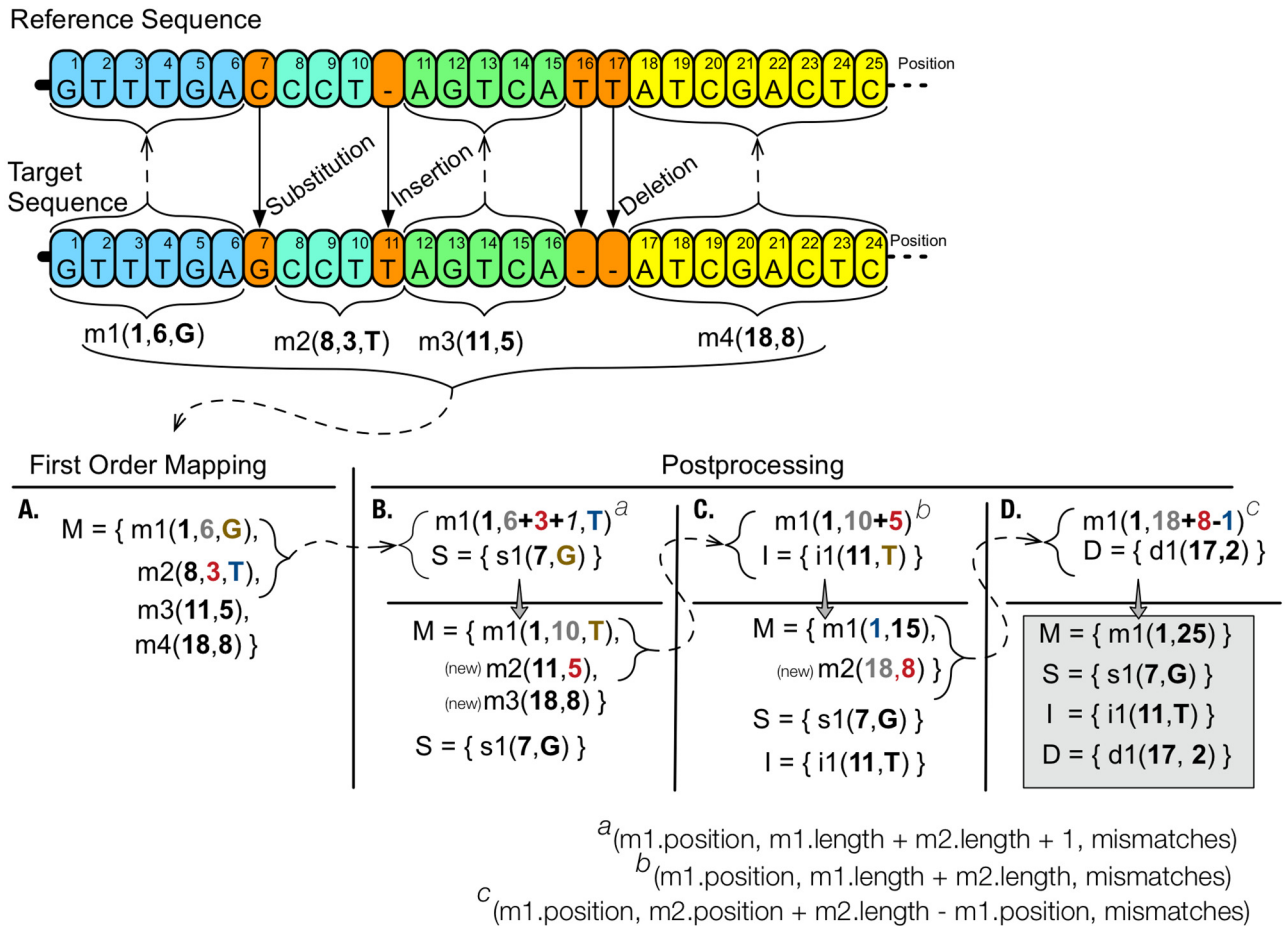 Reference Sequence
1 2 3 4 5 6 7 8 9 10 11 12 13 14 15 16 17 18 19 20 21 22 23 24 25 Position
G T T T G A C C C T - A G T C A T T A T C G A C T C
Substitution
Insertion
Deletion
Target
Sequence
1 2 3 4 5 6 7 8 9 10 11 12 13 14 15 16 17 18 19 20 21 22 23 24 Position
G T T T G A G C C T T A G T C A - - A T C G A C T C
m1(1,6,G) m2(8,3,T) m3(11,5) m4(18,8)
First Order Mapping
Postprocessing
A.
M = { m1(1,6,G),
m2(8,3,T),
m3(11,5),
m4(18,8) }
B.
m1(1,6+3+1,T)a
S = { s1(7,G) }
M = { m1(1,10,T),
(new) m2(11,5),
(new) m3(18,8) }
S = { s1(7,G) }
C.
m1(1,10+5)b
I = { i1(11,T) }
M = { m1(1,15),
(new) m2(18,8) }
S = { s1(7,G) }
I = { i1(11,T) }
D.
m1(1,18+8-1)c
D = { d1(17,2) }
M = { m1(1,25) }
S = { s1(7,G) }
I = { i1(11,T) }
D = { d1(17, 2) }
a(m1.position, m1.length + m2.length + 1, mismatches)
b(m1.position, m1.length + m2.length, mismatches)
c(m1.position, m2.position + m2.length - m1.position, mismatches)